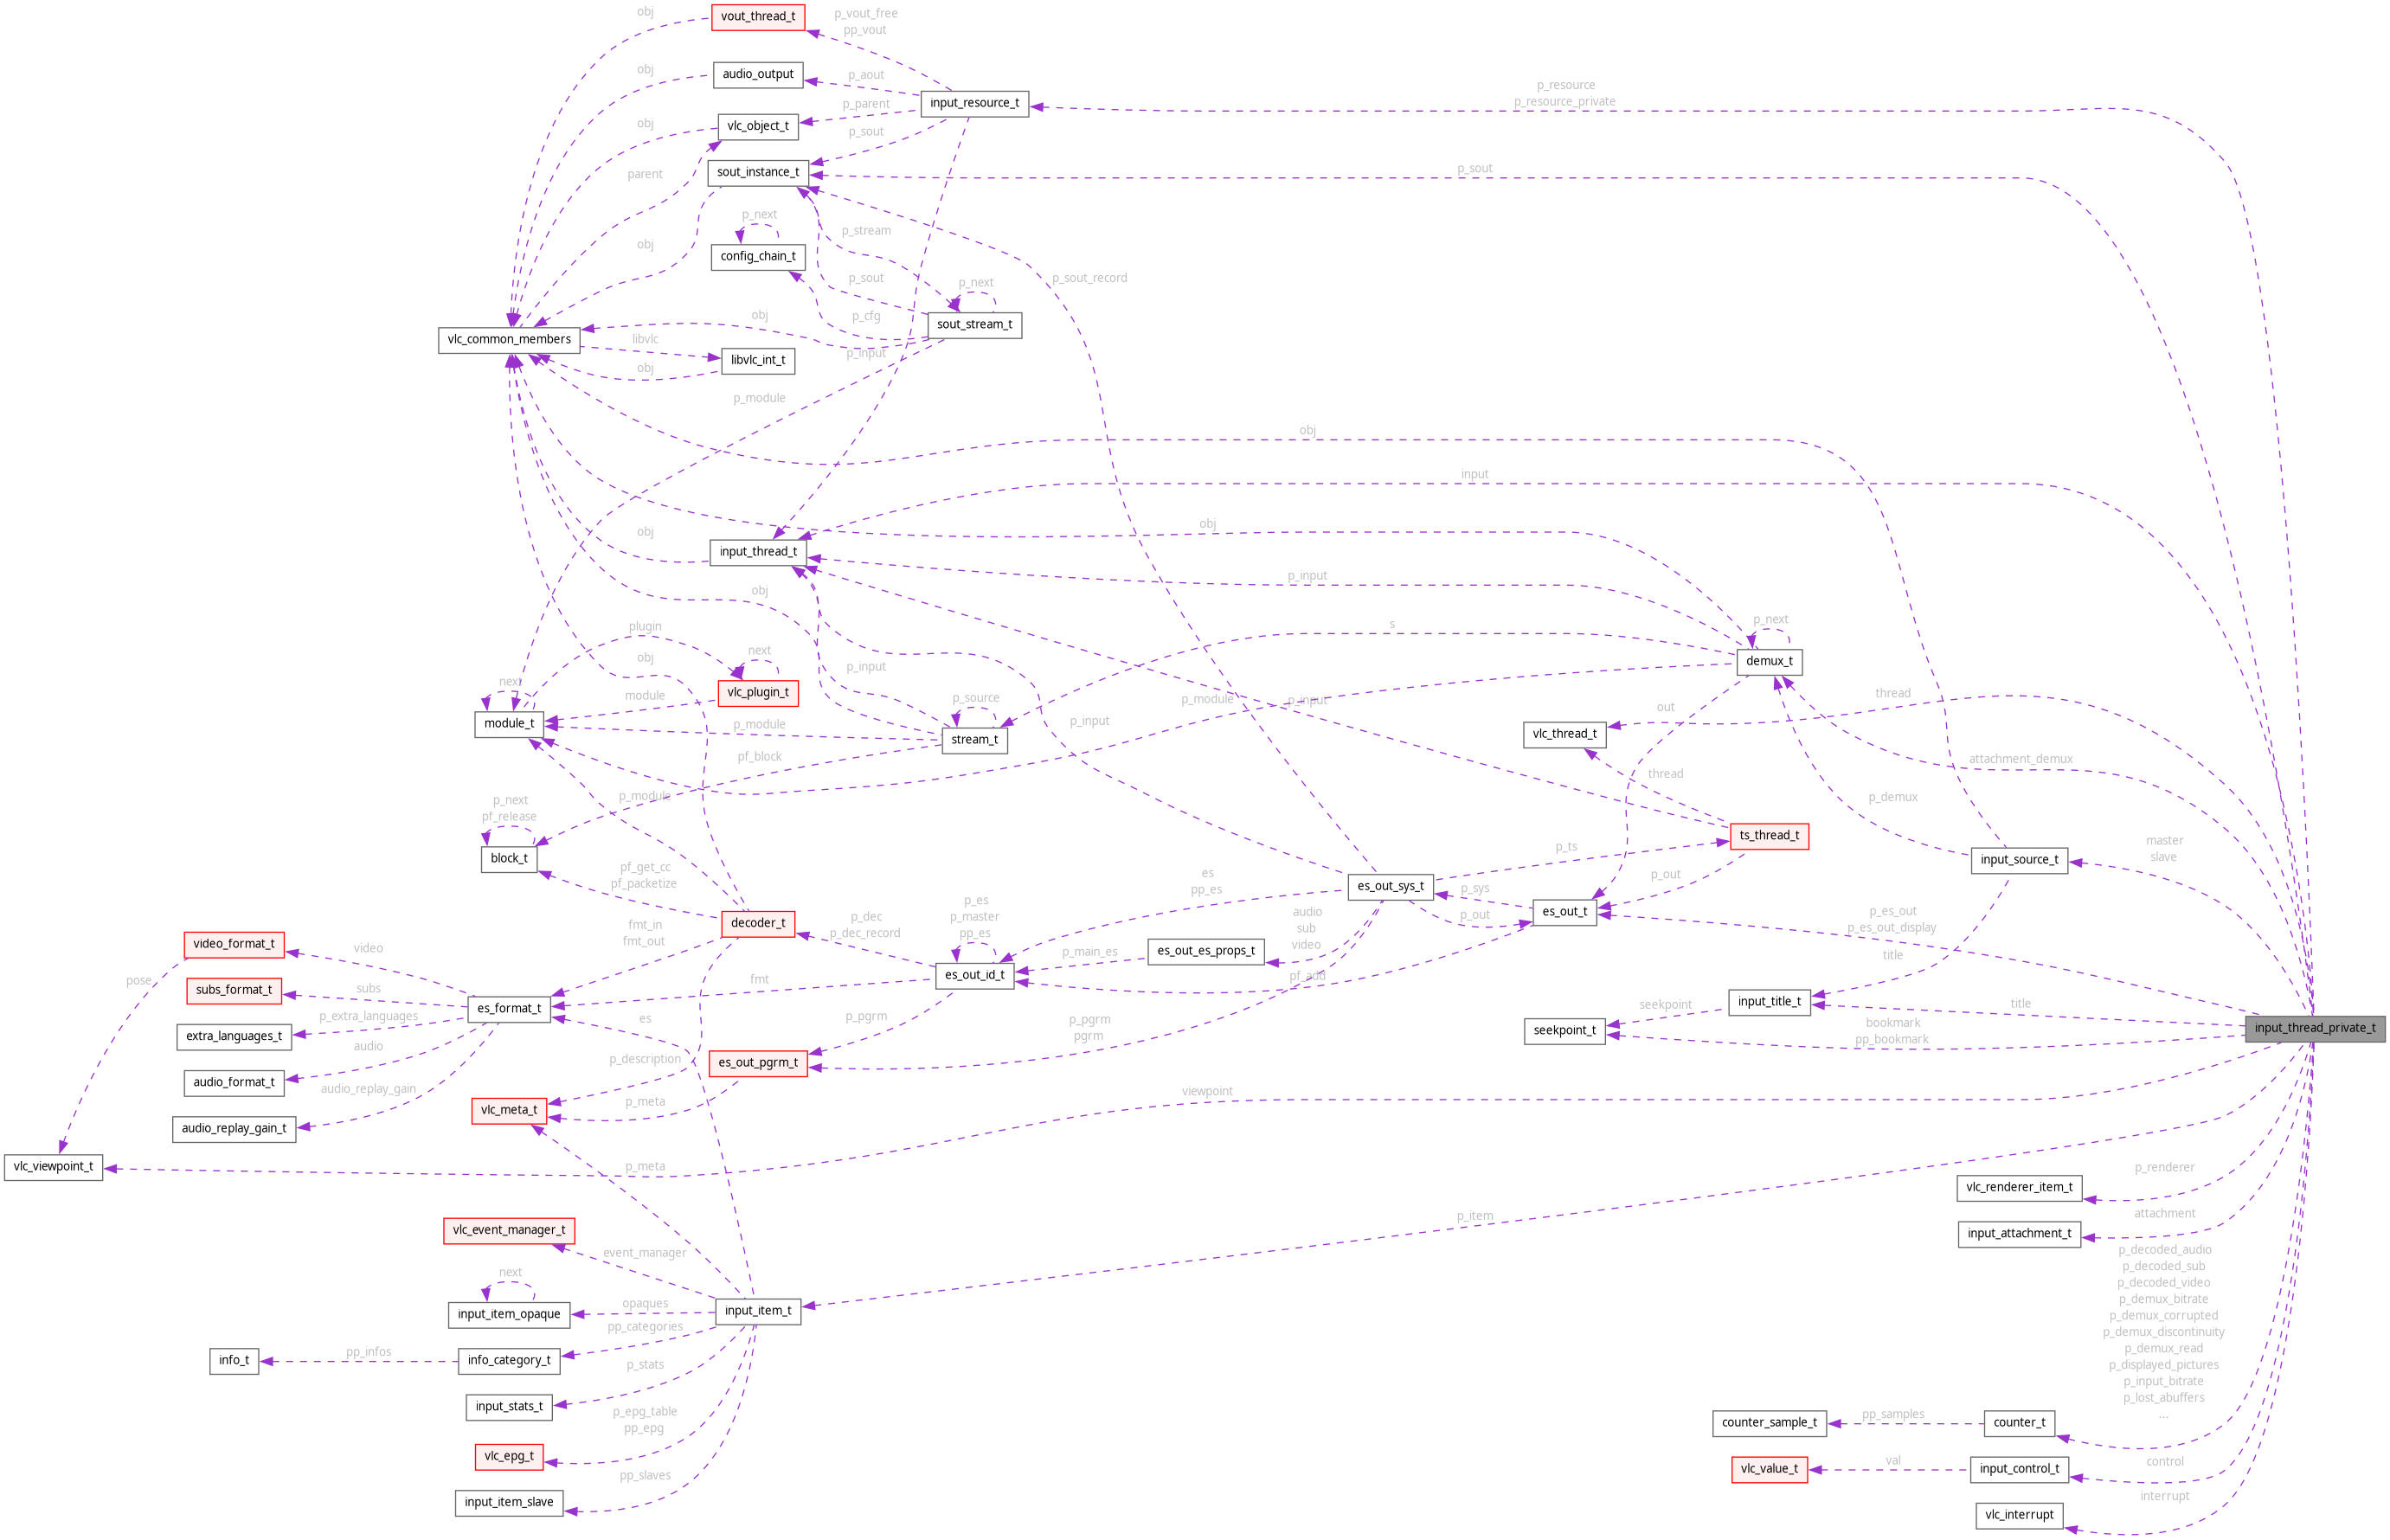 obj
vout_thread_t
p_vout_free
pp_vout
obj
audio_output
p_aout
input_resource_t
p_resource
p_resource_private
p_parent
obj
vlc_object_t
p_sout
parent
sout_instance_t
p_sout
p_next
p_stream
obj
config_chain_t
p_sout
p_sout_record
p_next
p_cfg
obj
sout_stream_t
vlc_common_members
libvlc
libvlc_int_t
p_input
obj
p_module
obj
input
obj
obj
input_thread_t
p_input
obj
s
p_next
plugin
next
obj
p_input
demux_t
vlc_plugin_t
next
module
p_source
p_module
p_input
out
thread
module_t
p_module
stream_t
p_input
vlc_thread_t
pf_block
attachment_demux
thread
p_module
p_demux
p_next
pf_release
ts_thread_t
block_t
p_ts
master
slave
input_source_t
pf_get_cc
pf_packetize
es
pp_es
es_out_sys_t
p_sys
p_out
p_es
p_master
pp_es
audio
sub
video
p_out
es_out_t
p_es_out
p_es_out_display
decoder_t
p_dec
p_dec_record
fmt_in
fmt_out
video_format_t
video
p_main_es
es_out_es_props_t
title
pose
es_out_id_t
fmt
pf_add
subs_format_t
subs
es_format_t
input_title_t
seekpoint
title
p_extra_languages
es
p_pgrm
p_pgrm
pgrm
seekpoint_t
bookmark
pp_bookmark
input_thread_private_t
extra_languages_t
audio
p_description
es_out_pgrm_t
audio_format_t
audio_replay_gain
viewpoint
vlc_meta_t
p_meta
audio_replay_gain_t
vlc_viewpoint_t
p_meta
p_renderer
vlc_renderer_item_t
p_item
attachment
vlc_event_manager_t
input_attachment_t
event_manager
p_decoded_audio
p_decoded_sub
p_decoded_video
p_demux_bitrate
p_demux_corrupted
p_demux_discontinuity
p_demux_read
p_displayed_pictures
p_input_bitrate
p_lost_abuffers
...
next
input_item_opaque
opaques
input_item_t
pp_categories
info_t
pp_infos
info_category_t
p_stats
input_stats_t
p_epg_table
pp_epg
counter_sample_t
pp_samples
counter_t
vlc_epg_t
pp_slaves
vlc_value_t
val
input_control_t
control
input_item_slave
interrupt
vlc_interrupt